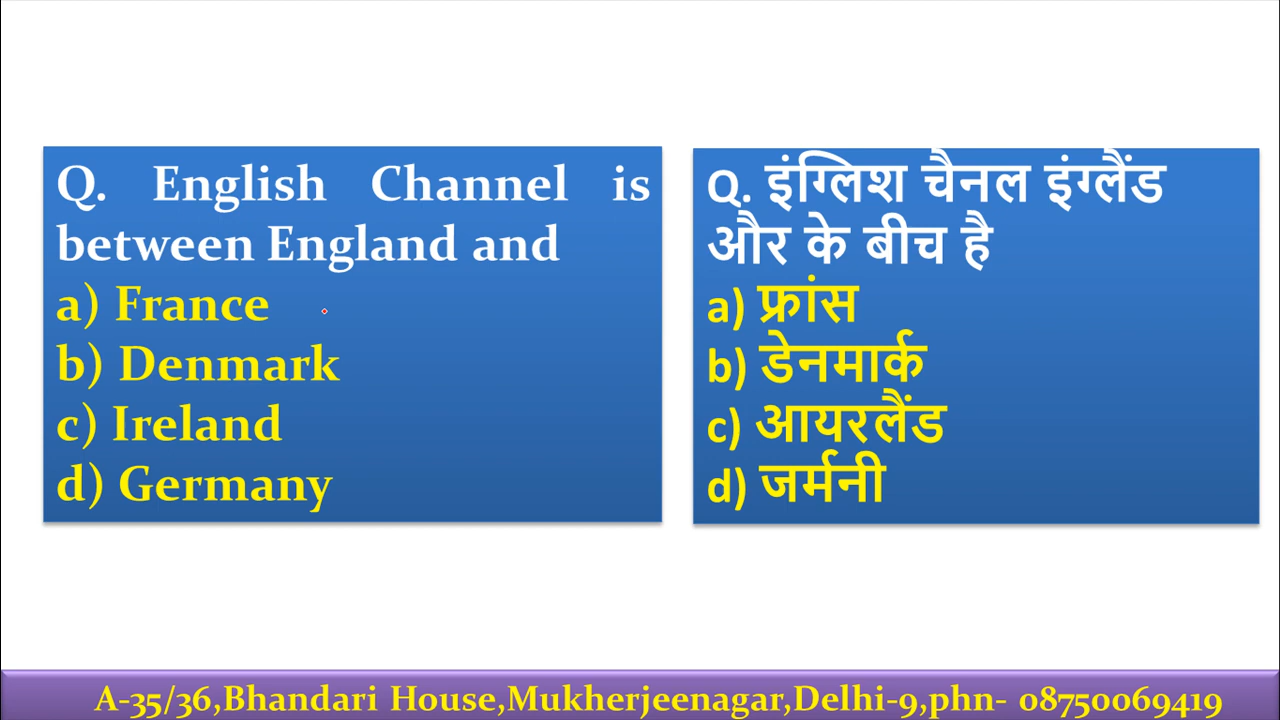 Q. English Channel is
between England and
a) France
b) Denmark
c) Ireland
d) Germany
Q. इंग्लिश चैनल इंग्लैंड
और के बीच है
a) फ्रांस
b) डेनमार्क
c) आयरलैंड
d) जर्मनी
A-35/36,Bhandari House,Mukherjeenagar,Delhi-9,phn- 08750069419